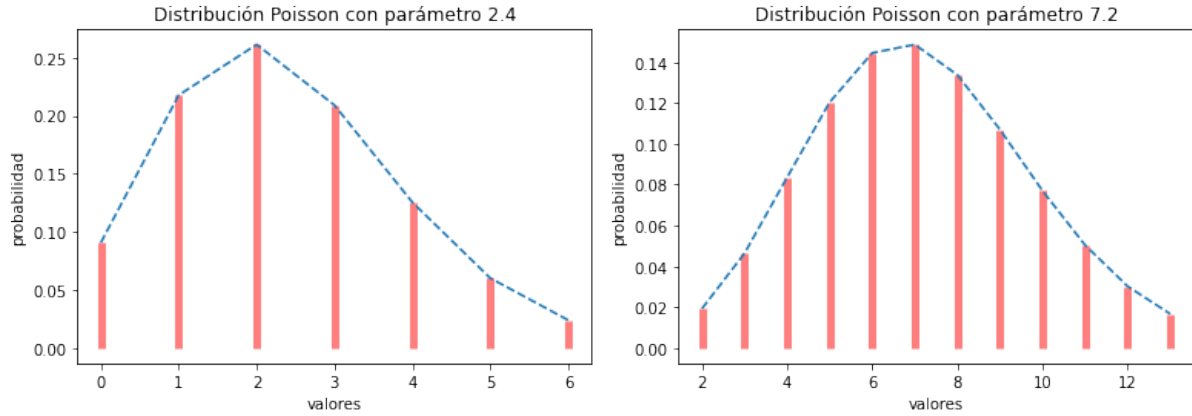 Distribución Poisson con parámetro 2.4
0.25
0.20
0.15
0.10
0.05
0.00
probabilidad
0 1 2 3 4 5 6
valores
Distribución Poisson con parámetro 7.2
0.14
0.12
0.10
0.08
0.06
0.04
0.02
0.00
probabilidad
2 4 6 8 10 12
valores